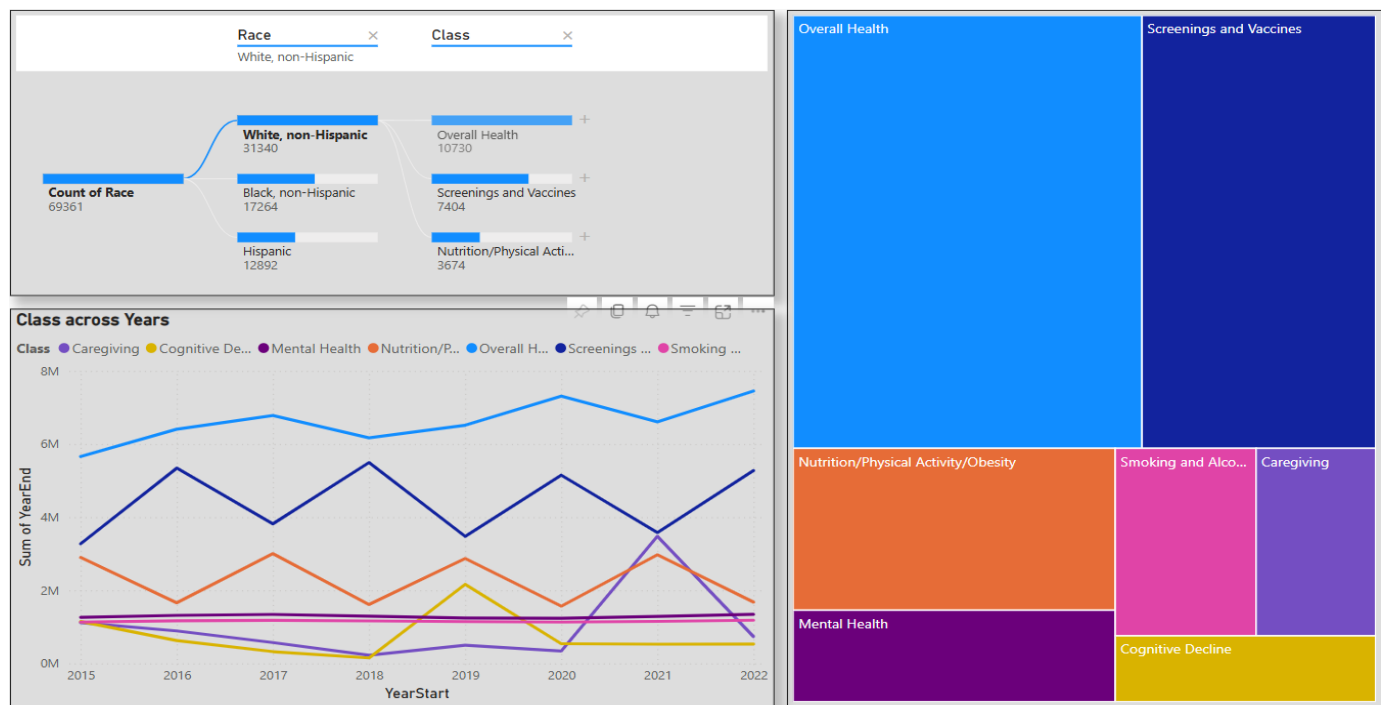 Race
Class
White, non-Hispanic
White, non-Hispanic
31340
Overall Health
10730
Count of Race
69361
Black, non-Hispanic
17264
Screenings and Vaccines
7404
Hispanic
12892
Nutrition/Physical Acti...
3674
Class across Years
Class Caregiving Cognitive De... Mental Health Nutrition/P... Overall H... Screenings ... Smoking ...
8M
6M
4M
2M
0M
Sum of YearEnd
2015 2016 2017 2018 2019 2020 2021 2022
YearStart
Overall Health
Screenings and Vaccines
Nutrition/Physical Activity/Obesity
Smoking and Alco...
Caregiving
Mental Health
Cognitive Decline